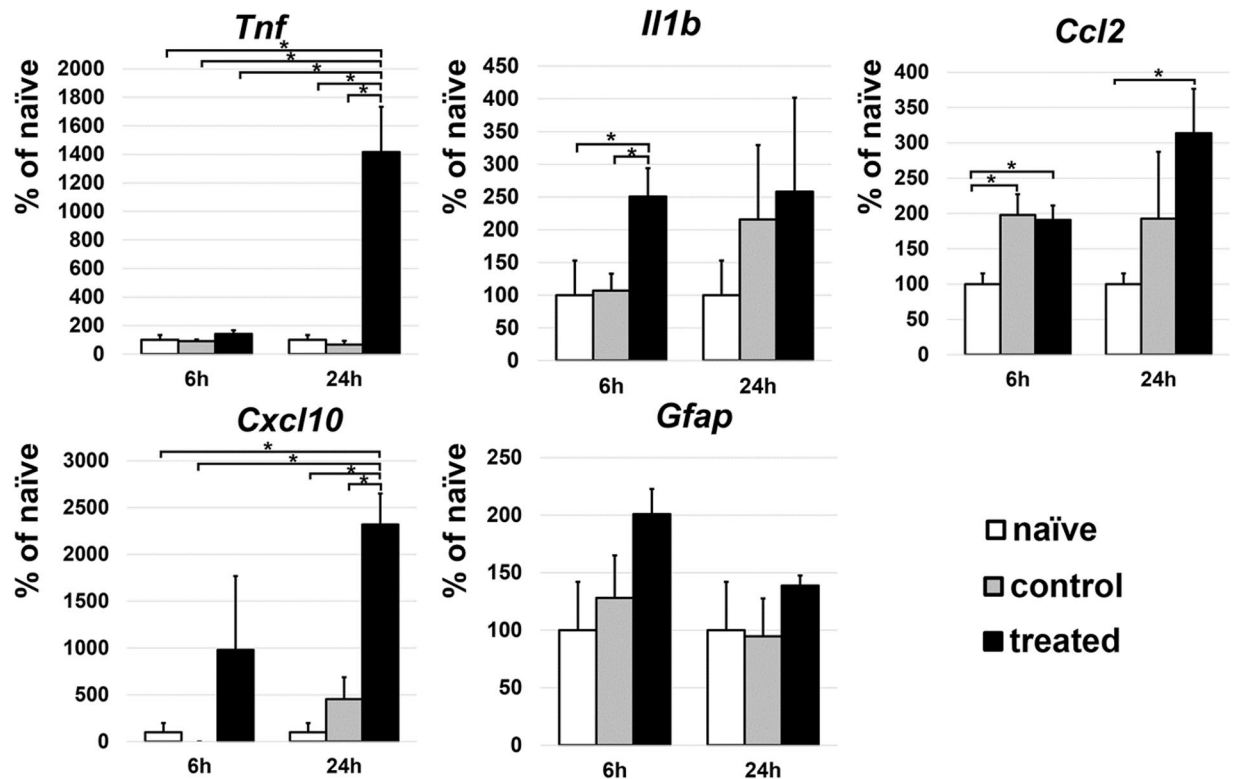 Tnf
% of naïve
2000
1800
1600
1400
1200
1000
800
600
400
200
0
* * * * *
6h 24h
Il1b
% of naïve
450
400
350
300
250
200
150
100
50
0
* *
6h 24h
Ccl2
% of naïve
400
350
300
250
200
150
100
50
0
* * *
6h 24h
Cxcl10
% of naïve
3000
2500
2000
1500
1000
500
0
* * * *
6h 24h
Gfap
% of naïve
250
200
150
100
50
0
6h 24h
naïve
control
treated